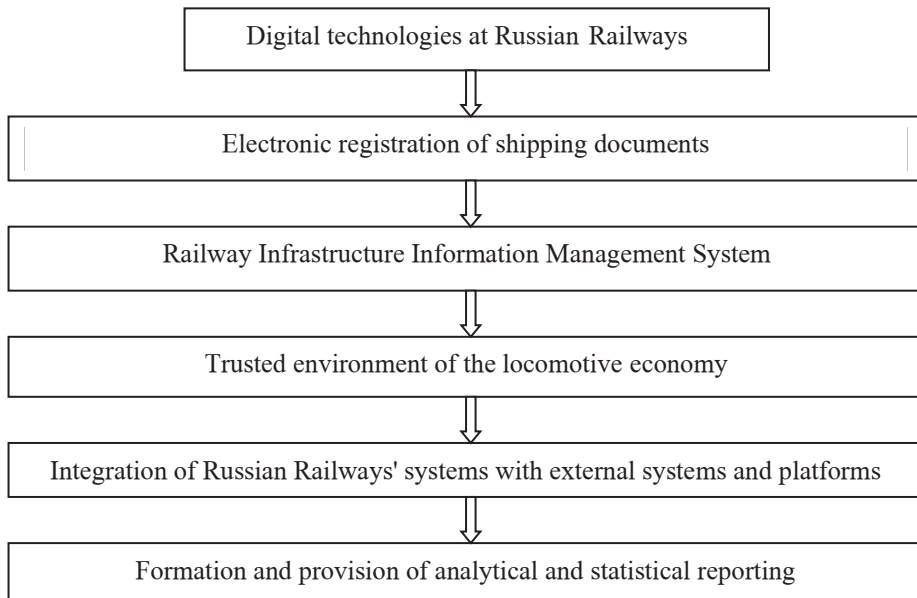 Digital technologies at Russian Railways
Electronic registration of shipping documents
Railway Infrastructure Information Management System
Trusted environment of the locomotive economy
Integration of Russian Railways' systems with external systems and platforms
Formation and provision of analytical and statistical reporting